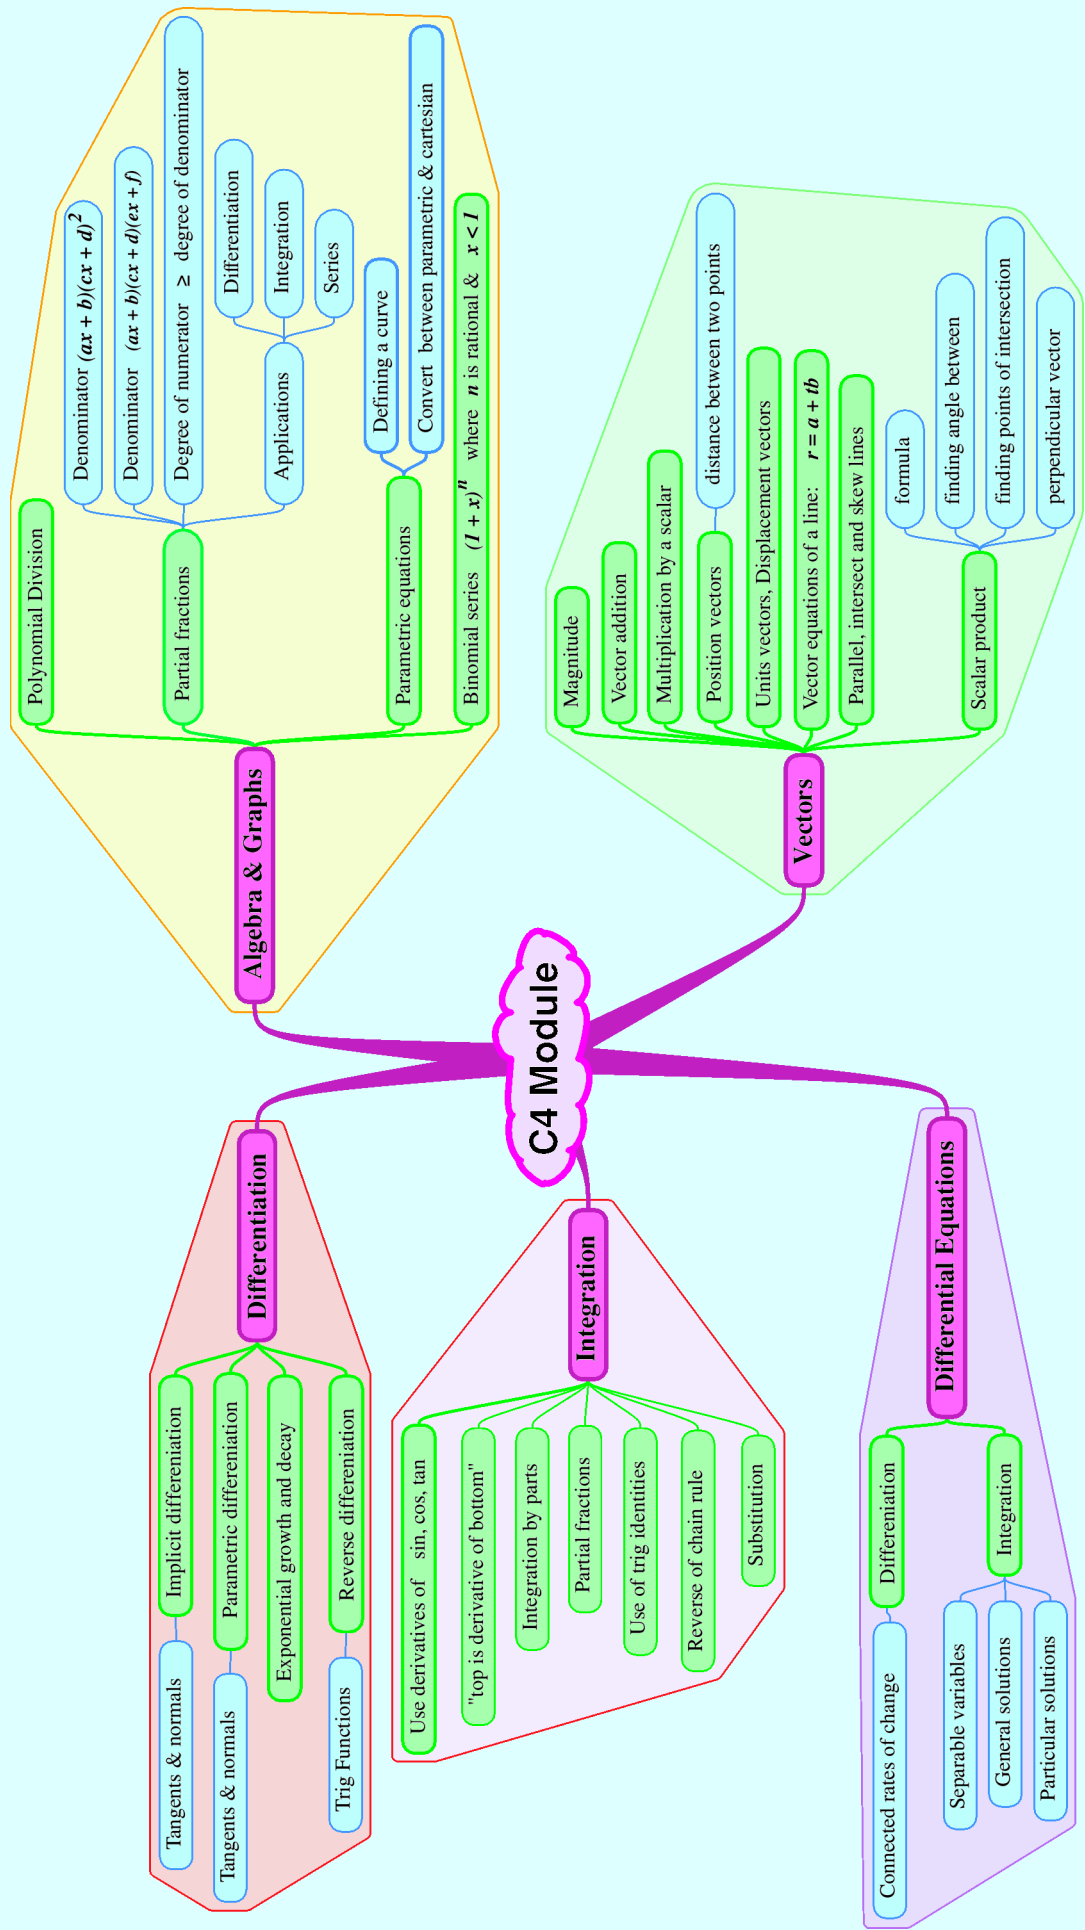 C4 Module
Algebra & Graphs
Polynomial Division
Partial fractions
Denominator (ax + b)(cx + d)²
Denominator (ax + b)(cx + d)(ex + f)
Degree of numerator ≥ degree of denominator
Applications
Differentiation
Integration
Series
Parametric equations
Defining a curve
Convert between parametric & cartesian
Binomial series (1 + x)ⁿ where n is rational & x < 1
Vectors
Magnitude
Vector addition
Multiplication by a scalar
Position vectors
distance between two points
Units vectors, Displacement vectors
Vector equations of a line: r = a + tb
Parallel, intersect and skew lines
Scalar product
formula
finding angle between
finding points of intersection
perpendicular vector
Differentiation
Implicit differeniation
Tangents & normals
Parametric differeniation
Tangents & normals
Exponential growth and decay
Reverse differeniation
Trig Functions
Integration
Use derivatives of sin, cos, tan
"top is derivative of bottom"
Integration by parts
Partial fractions
Use of trig identities
Reverse of chain rule
Substitution
Differential Equations
Differeniation
Connected rates of change
Integration
Separable variables
General solutions
Particular solutions